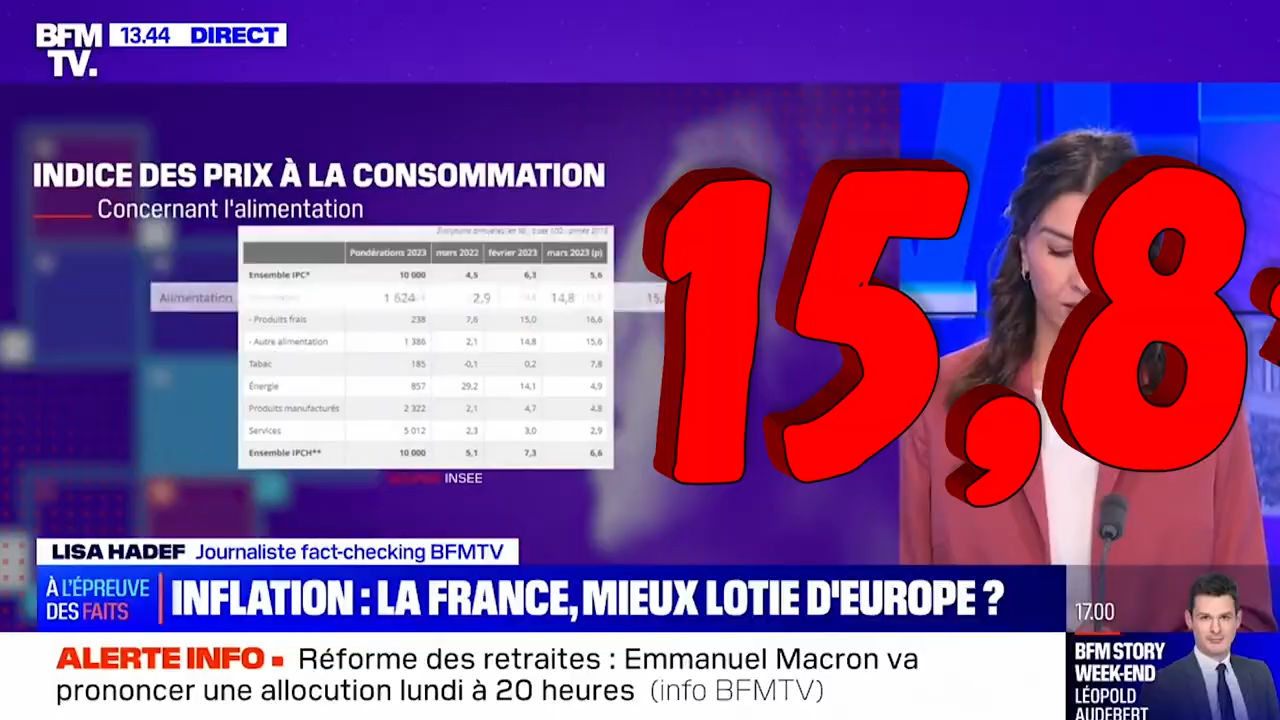 BFM
TV.
13.44 DIRECT
INDICE DES PRIX À LA CONSOMMATION
Concernant l'alimentation
Pondérations 2023 mars 2022 février 2023 mars 2023 (p)
Ensemble IPC* 10 000 4,5 6,3 5,6
Alimentation 1 624 2,9 14,8 15,
- Produits frais 238 7,6 15,0 16,6
- Autre alimentation 1 386 2,1 14,8 15,6
Tabac 185 -0,1 0,2 7,8
Énergie 857 29,2 14,1 4,9
Produits manufacturés 2 322 2,1 4,7 4,8
Services 5 012 2,3 3,0 2,9
Ensemble IPCH** 10 000 5,1 7,3 6,6
INSEE
15,8
LISA HADEF Journaliste fact-checking BFMTV
À L'ÉPREUVE
DES FAITS
INFLATION : LA FRANCE, MIEUX LOTIE D'EUROPE ?
ALERTE INFO Réforme des retraites : Emmanuel Macron va
prononcer une allocution lundi à 20 heures (info BFMTV)
17.00
BFM STORY
WEEK-END
LÉOPOLD
AUDEBERT